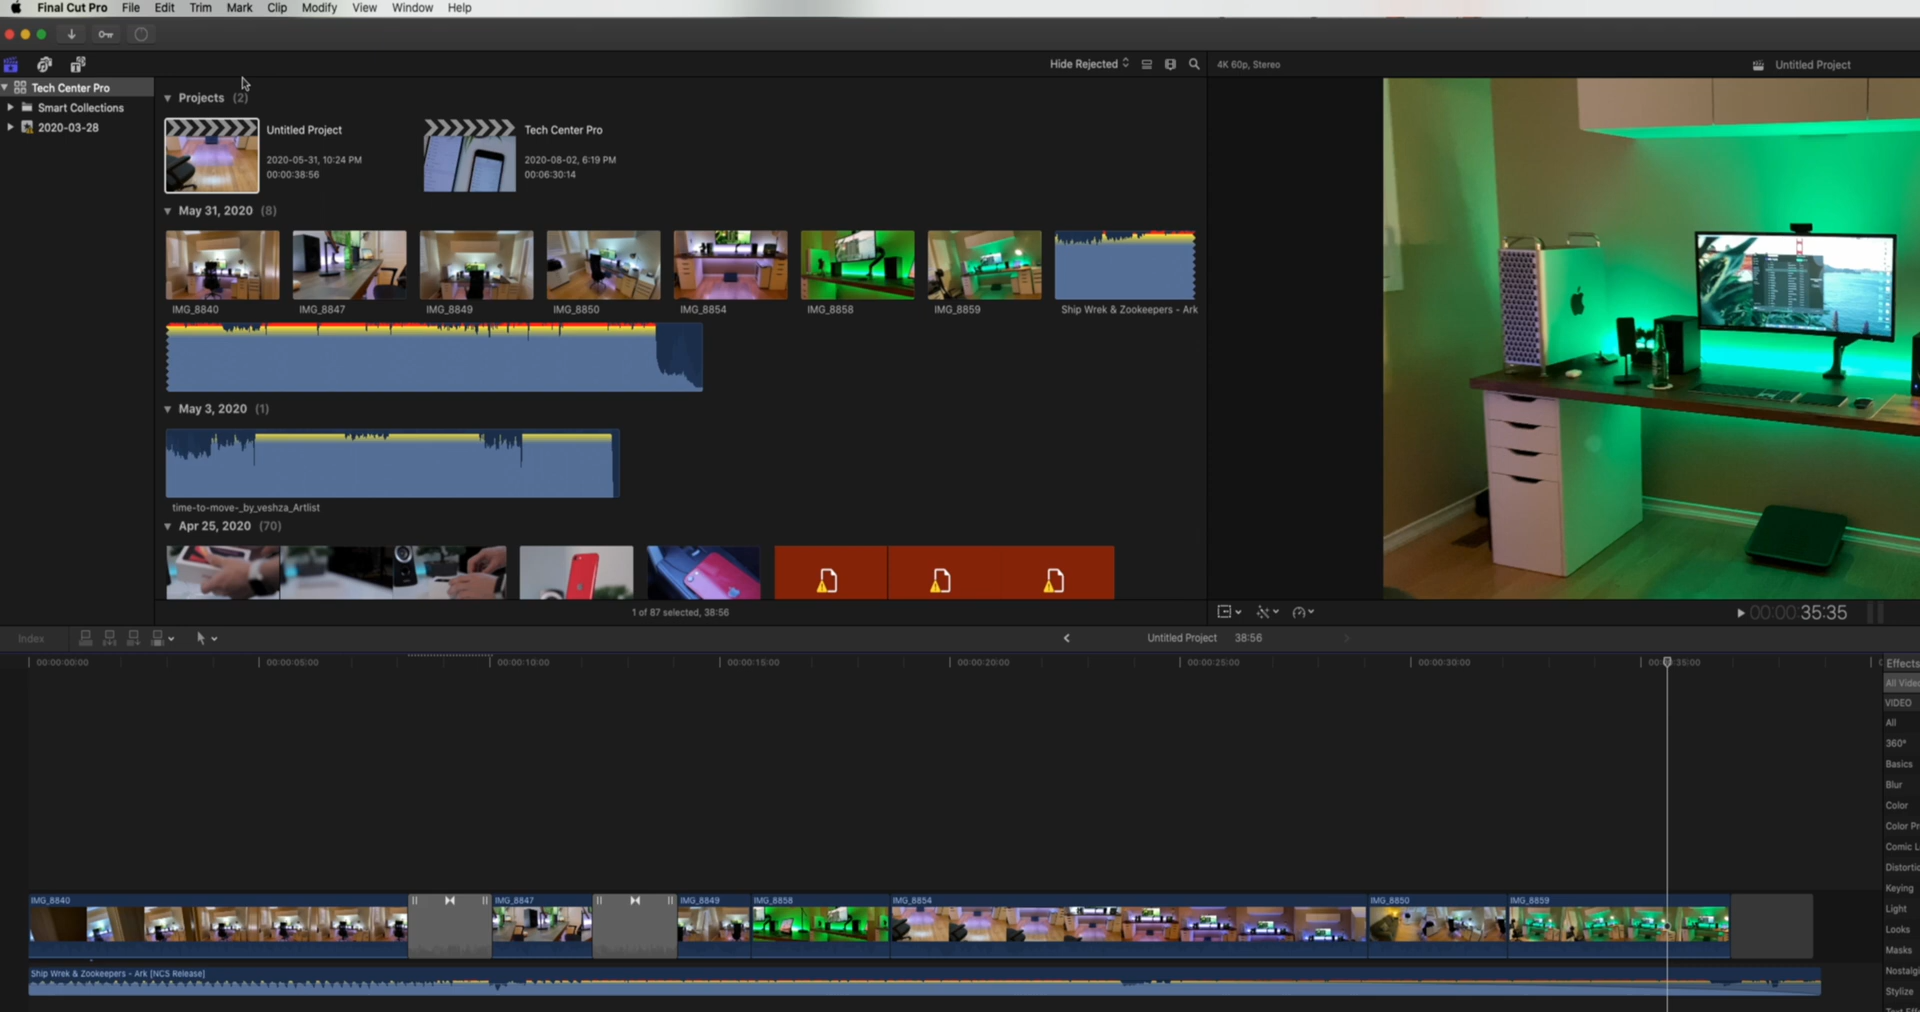 Final Cut Pro File Edit Trim Mark Clip Modify View Window Help
Hide Rejected
4K 60p, Stereo
Untitled Project
Tech Center Pro
Smart Collections
2020-03-28
Projects (2)
Untitled Project
2020-05-31, 10:24 PM
00:00:38:56
Tech Center Pro
2020-08-02, 6:19 PM
00:06:30:14
May 31, 2020 (8)
IMG_8840
IMG_8847
IMG_8849
IMG_8850
IMG_8854
IMG_8858
IMG_8859
Ship Wrek & Zookeepers - Ark
May 3, 2020 (1)
time-to-move-_by_veshza_Artlist
Apr 25, 2020 (70)
1 of 87 selected, 38:56
00:00:35:35
Index
Untitled Project 38:56
00:00:00:00 00:00:05:00 00:00:10:00 00:00:15:00 00:00:20:00 00:00:25:00 00:00:30:00
Effects
All Video
VIDEO
All
360°
Basics
Blur
Color
Color Pr
Comic L
Distortio
Keying
Light
Looks
Masks
Nostalgi
Stylize
IMG_8840
IMG_8847
IMG_8849
IMG_8858
IMG_8854
IMG_8850
IMG_8859
Ship Wrek & Zookeepers - Ark [NCS Release]